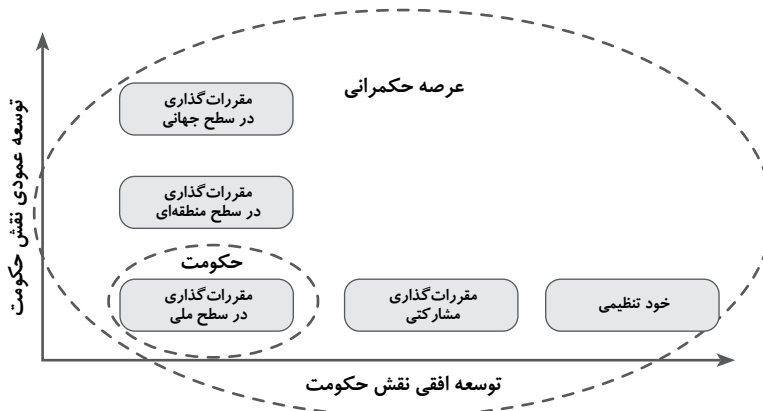 عرصه حکمرانی
مقررات‌گذاری
در سطح جهانی
توسعه عمودی نقش حکومت
مقررات‌گذاری
در سطح منطقه‌ای
حکومت
مقررات‌گذاری
در سطح ملی
مقررات‌گذاری
مشارکتی
خود تنظیمی
توسعه افقی نقش حکومت